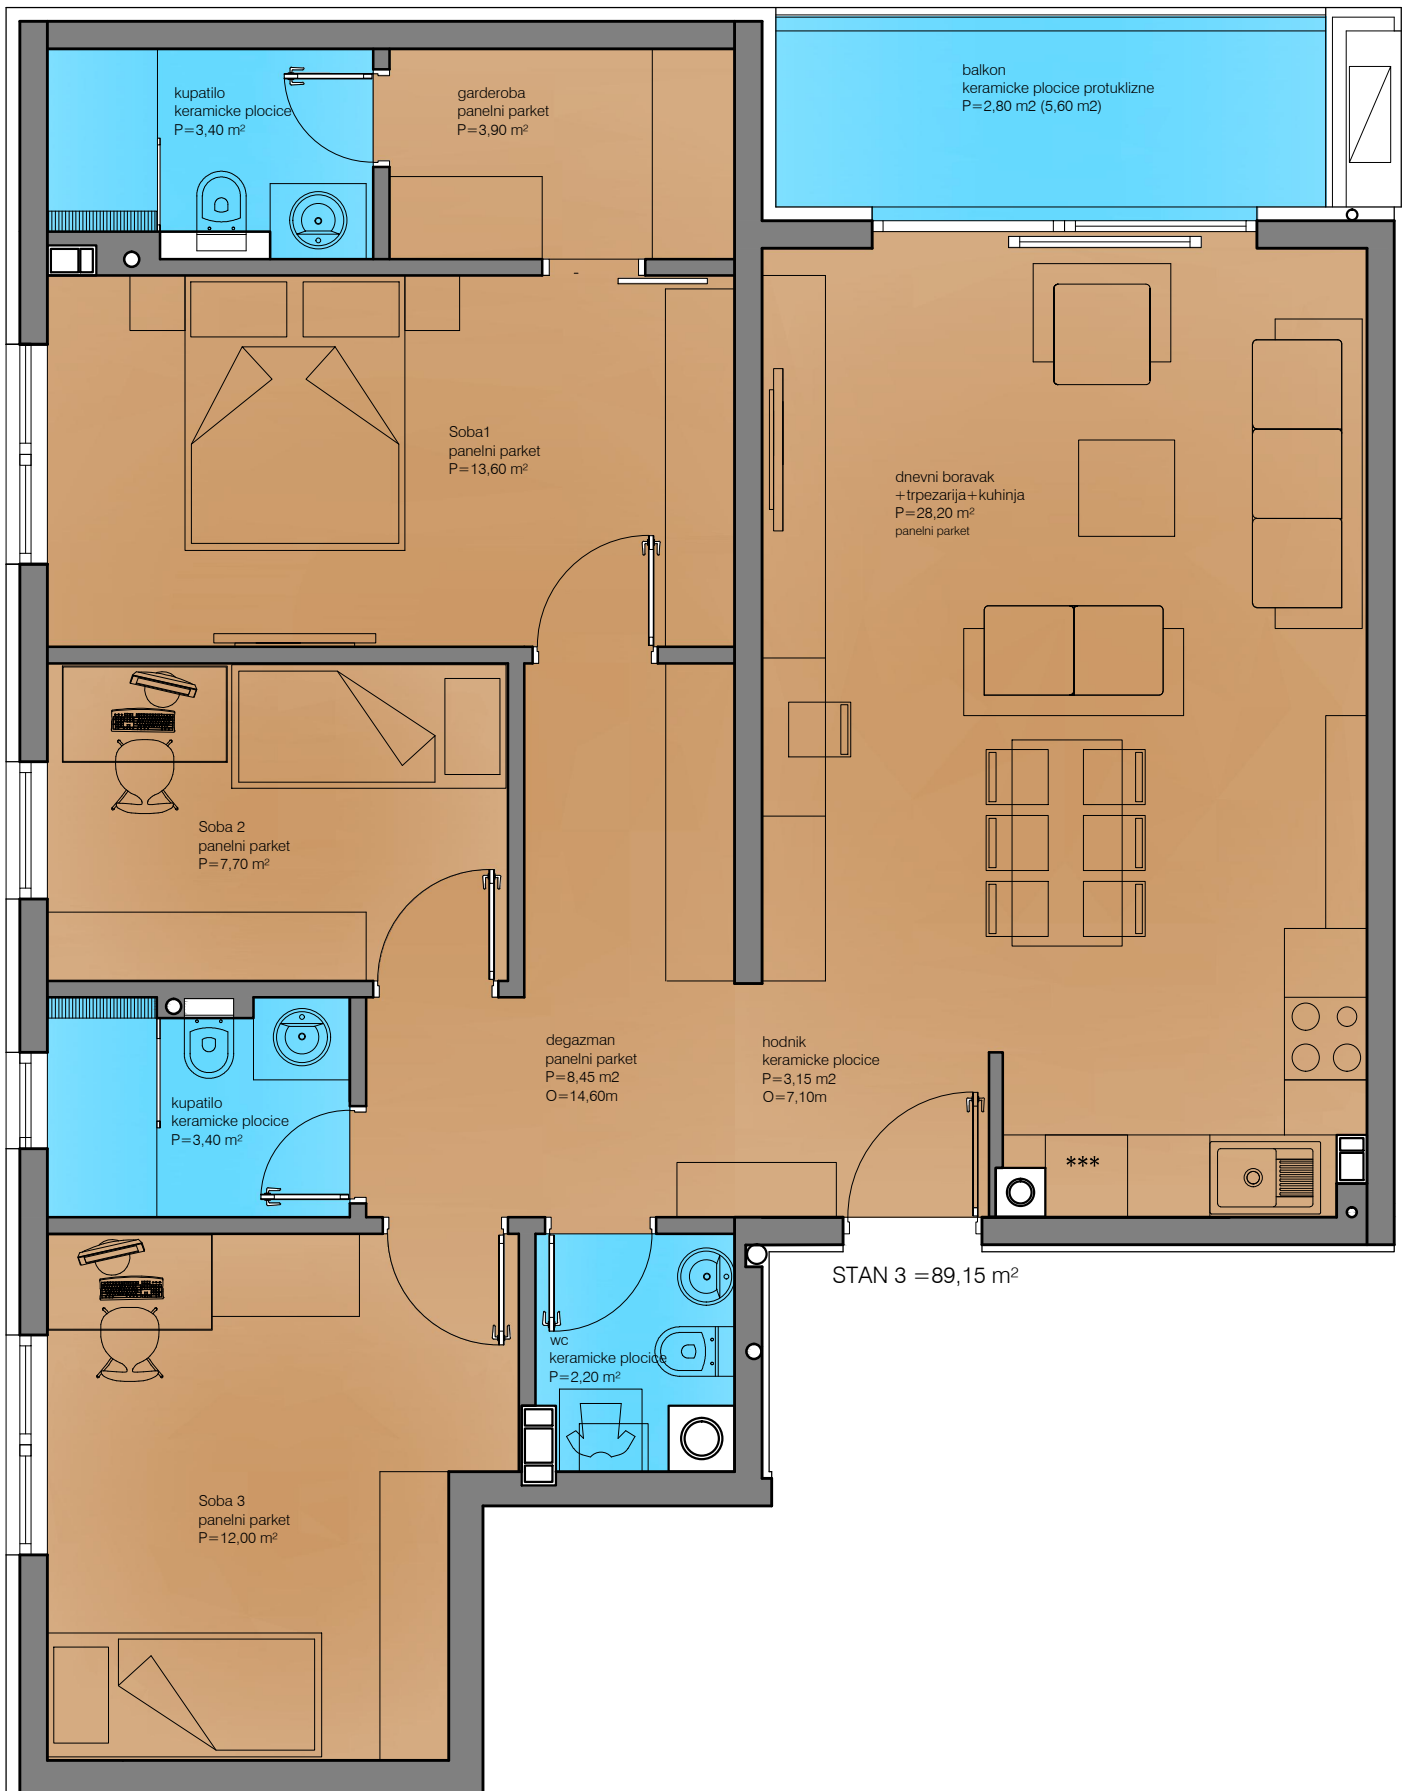 kupatilo
keramicke plocice
P=3,40 m²
garderoba
panelni parket
P=3,90 m²
balkon
keramicke plocice protuklizne
P=2,80 m2 (5,60 m2)
Soba1
panelni parket
P=13,60 m²
dnevni boravak
+trpezarija+kuhinja
P=28,20 m²
panelni parket
Soba 2
panelni parket
P=7,70 m²
degazman
panelni parket
P=8,45 m2
O=14,60m
hodnik
keramicke plocice
P=3,15 m2
O=7,10m
kupatilo
keramicke plocice
P=3,40 m²
***
STAN 3 =89,15 m²
wc
keramicke plocice
P=2,20 m²
Soba 3
panelni parket
P=12,00 m²